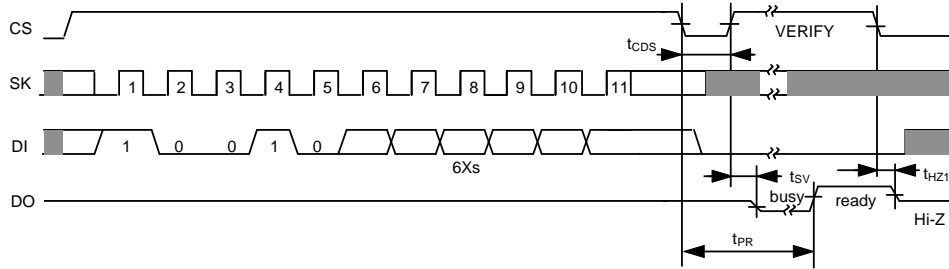 CS
VERIFY
tCDS
SK 1 2 3 4 5 6 7 8 9 10 11
DI 1 0 0 1 0
6Xs
tSV
tHZ1
DO
busy
ready
Hi-Z
tPR